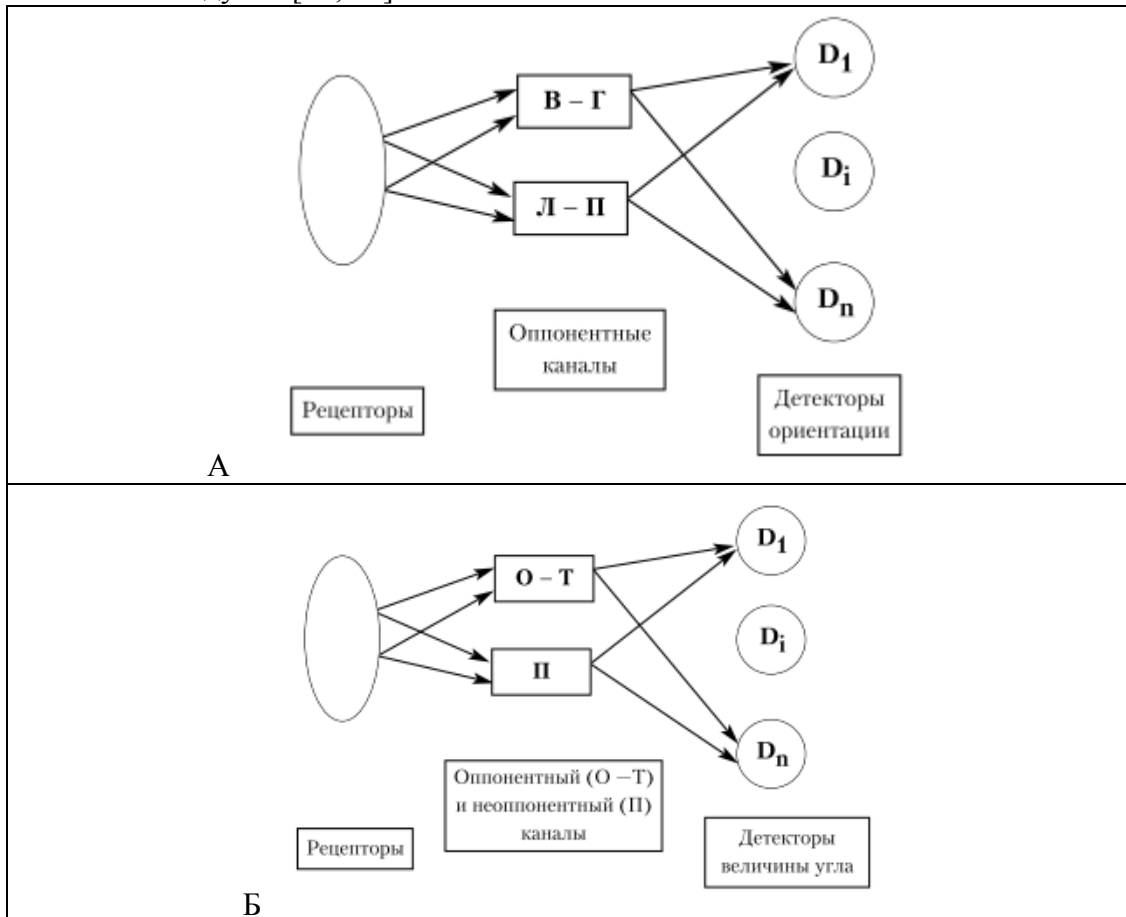 D1
В – Г
Di
Л – П
Dn
Оппонентные
каналы
Рецепторы
Детекторы
ориентации
А
D1
О – Т
Di
П
Dn
Оппонентный (О –Т)
и неоппонентный (П)
каналы
Рецепторы
Детекторы
величины угла
Б